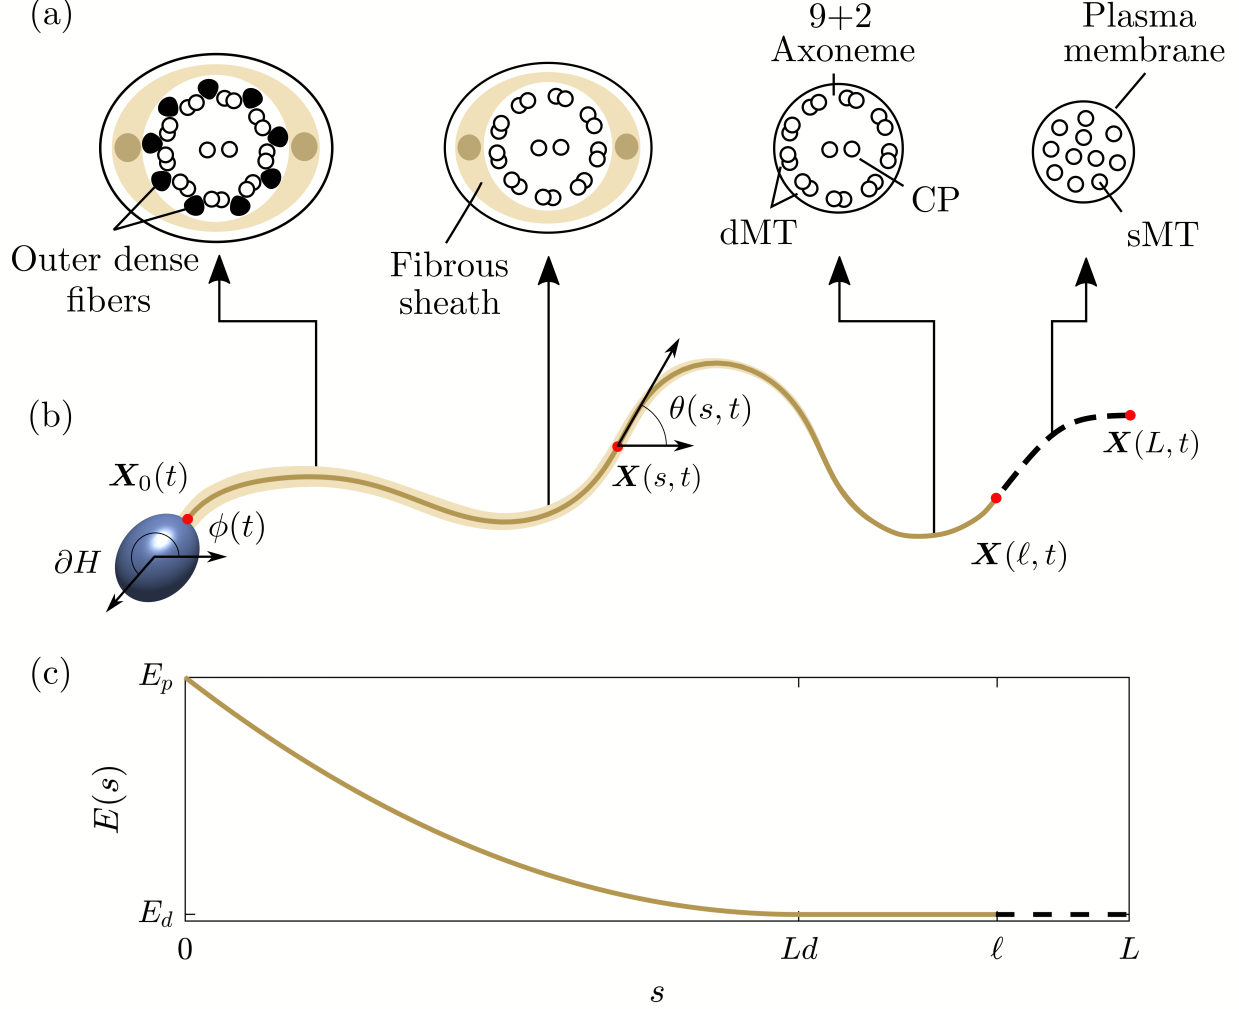 (a)
9+2
Axoneme
Plasma
membrane
CP
dMT
sMT
Outer dense
fibers
Fibrous
sheath
(b)
θ(s, t)
X(L, t)
X₀(t)
X(s, t)
ϕ(t)
∂H
X(ℓ, t)
(c)
Eₚ
E(s)
E_d
0
Ld
ℓ
L
s